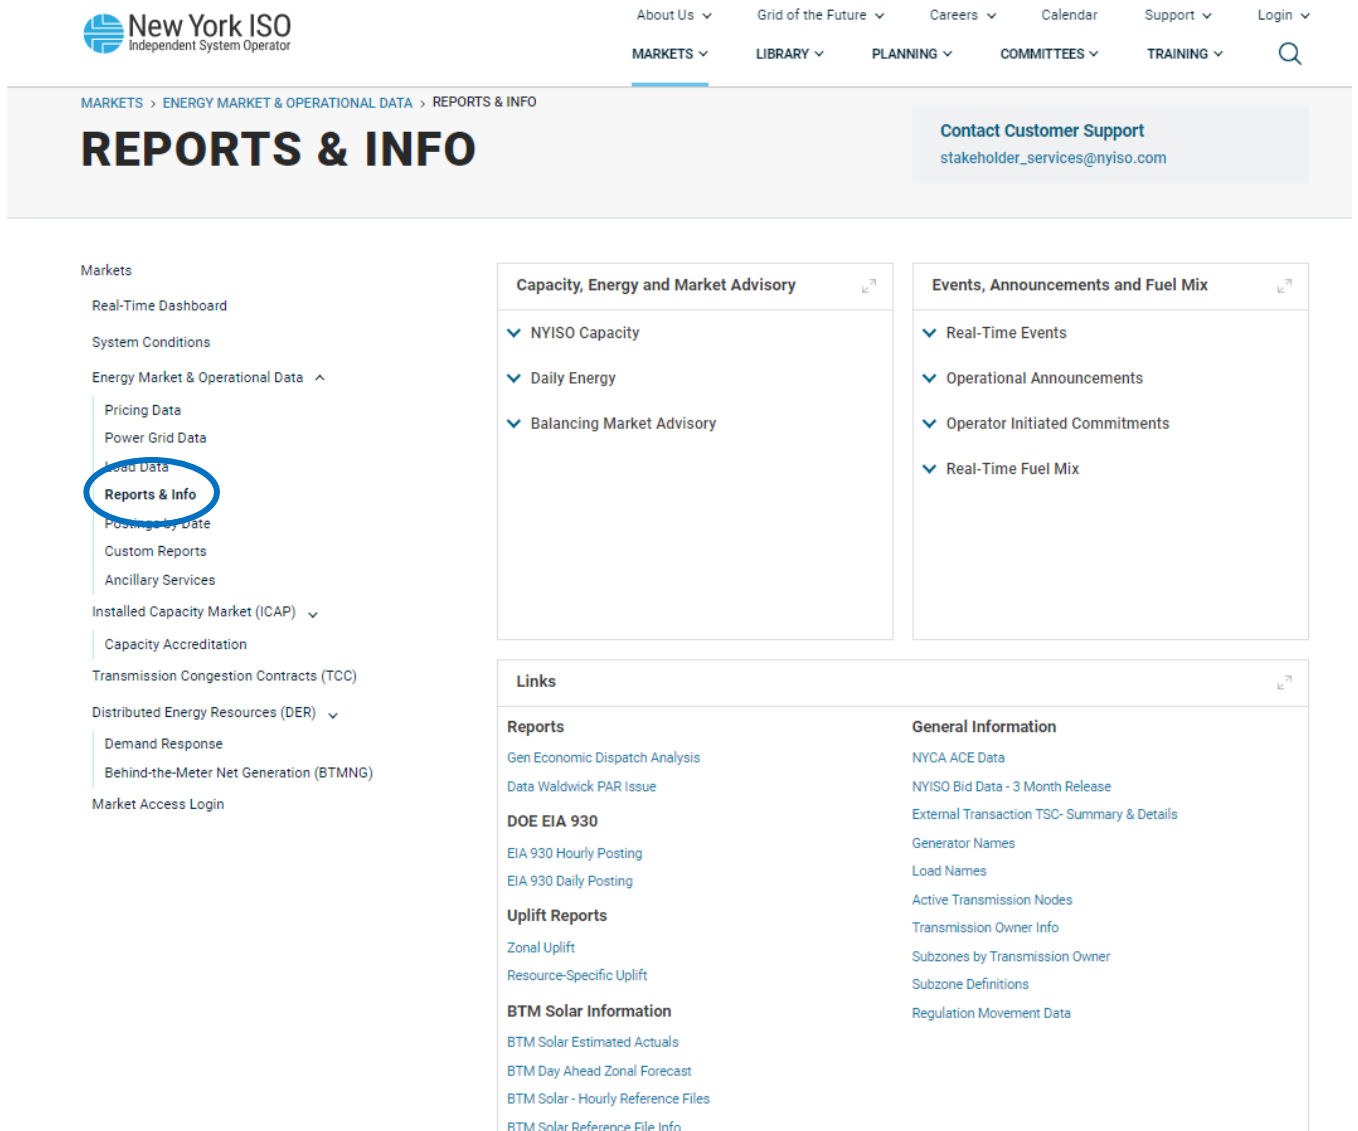 New York ISO
Independent System Operator
About Us
Grid of the Future
Careers
Calendar
Support
Login
MARKETS
LIBRARY
PLANNING
COMMITTEES
TRAINING
MARKETS > ENERGY MARKET & OPERATIONAL DATA > REPORTS & INFO
REPORTS & INFO
Contact Customer Support
stakeholder_services@nyiso.com
Markets
Real-Time Dashboard
System Conditions
Energy Market & Operational Data
Pricing Data
Power Grid Data
Load Data
Reports & Info
Postings by Date
Custom Reports
Ancillary Services
Installed Capacity Market (ICAP)
Capacity Accreditation
Transmission Congestion Contracts (TCC)
Distributed Energy Resources (DER)
Demand Response
Behind-the-Meter Net Generation (BTMNG)
Market Access Login
Capacity, Energy and Market Advisory
NYISO Capacity
Daily Energy
Balancing Market Advisory
Events, Announcements and Fuel Mix
Real-Time Events
Operational Announcements
Operator Initiated Commitments
Real-Time Fuel Mix
Links
Reports
Gen Economic Dispatch Analysis
Data Waldwick PAR Issue
DOE EIA 930
EIA 930 Hourly Posting
EIA 930 Daily Posting
Uplift Reports
Zonal Uplift
Resource-Specific Uplift
BTM Solar Information
BTM Solar Estimated Actuals
BTM Day Ahead Zonal Forecast
BTM Solar - Hourly Reference Files
BTM Solar Reference File Info
General Information
NYCA ACE Data
NYISO Bid Data - 3 Month Release
External Transaction TSC- Summary & Details
Generator Names
Load Names
Active Transmission Nodes
Transmission Owner Info
Subzones by Transmission Owner
Subzone Definitions
Regulation Movement Data